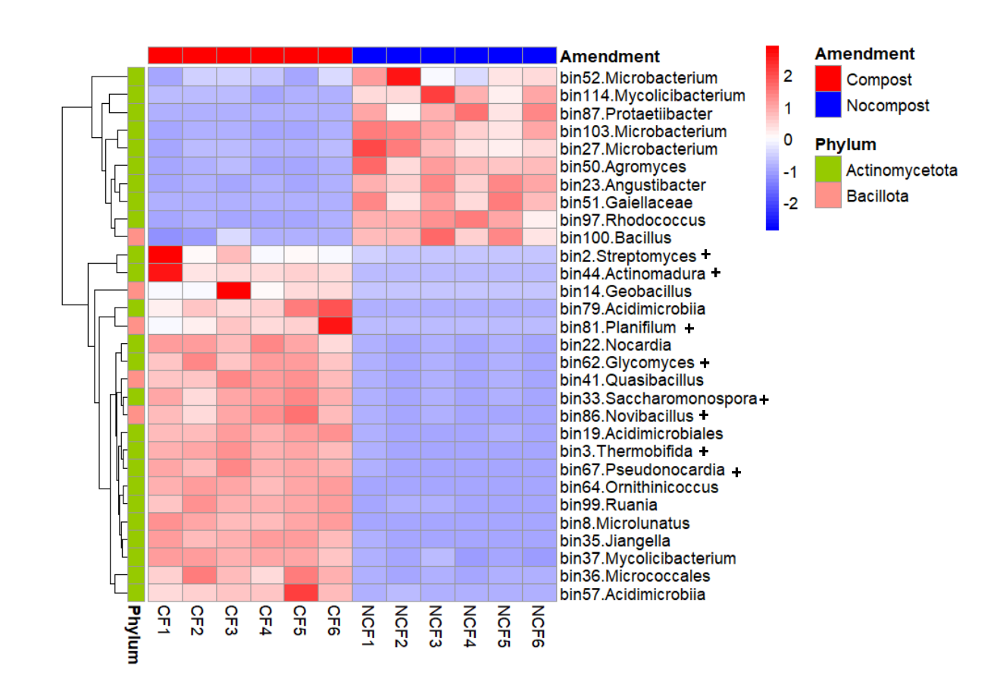 Amendment
bin52.Microbacterium
bin114.Mycolicibacterium
bin87.Protaetiibacter
bin103.Microbacterium
bin27.Microbacterium
bin50.Agromyces
bin23.Angustibacter
bin51.Gaiellaceae
bin97.Rhodococcus
bin100.Bacillus
bin2.Streptomyces +
bin44.Actinomadura +
bin14.Geobacillus
bin79.Acidimicrobiia
bin81.Planifilum +
bin22.Nocardia
bin62.Glycomyces +
bin41.Quasibacillus
bin33.Saccharomonospora+
bin86.Novibacillus +
bin19.Acidimicrobiales
bin3.Thermobifida +
bin67.Pseudonocardia +
bin64.Ornithinicoccus
bin99.Ruania
bin8.Microlunatus
bin35.Jiangella
bin37.Mycolicibacterium
bin36.Micrococcales
bin57.Acidimicrobiia
Phylum
CF1
CF2
CF3
CF4
CF5
CF6
NCF1
NCF2
NCF3
NCF4
NCF5
NCF6
2
1
0
-1
-2
Amendment
Compost
Nocompost
Phylum
Actinomycetota
Bacillota